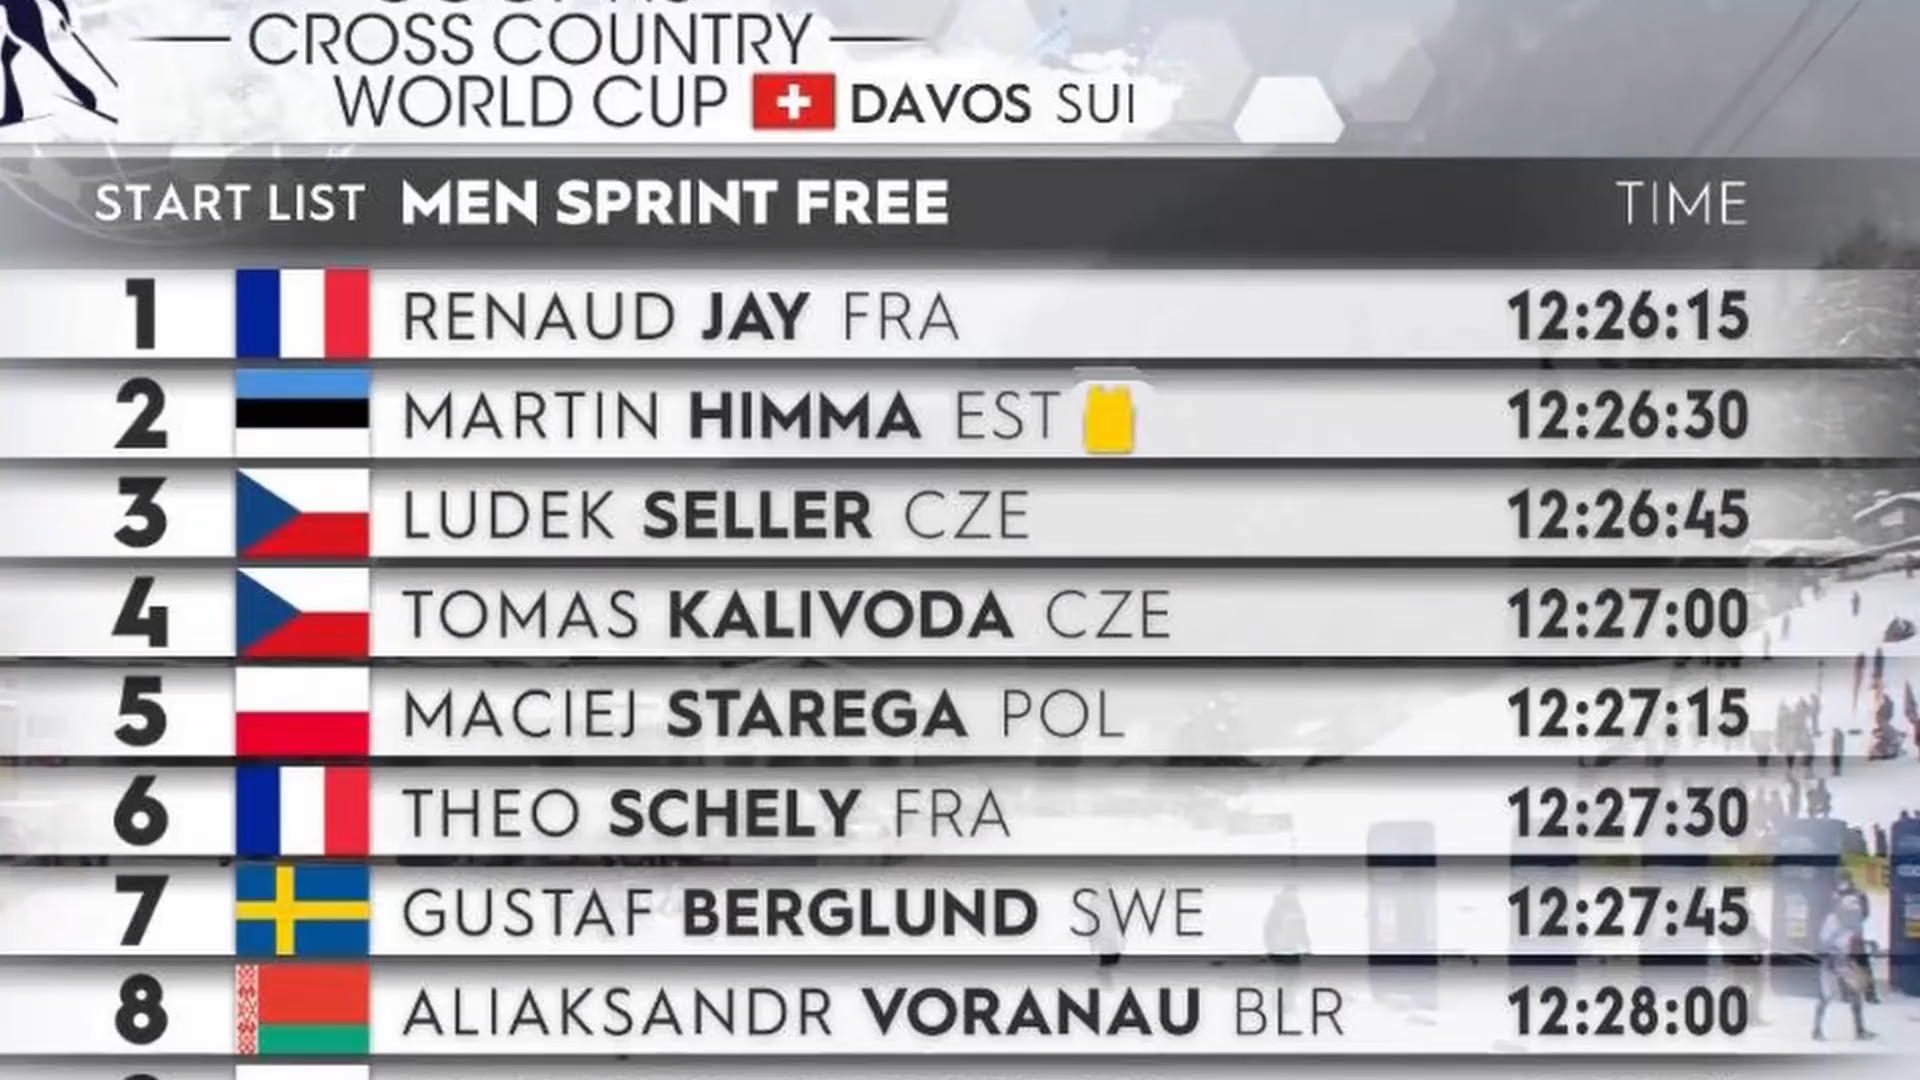 CROSS COUNTRY
WORLD CUP DAVOS SUI
START LIST MEN SPRINT FREE TIME
1 RENAUD JAY FRA 12:26:15
2 MARTIN HIMMA EST 12:26:30
3 LUDEK SELLER CZE 12:26:45
4 TOMAS KALIVODA CZE 12:27:00
5 MACIEJ STAREGA POL 12:27:15
6 THEO SCHELY FRA 12:27:30
7 GUSTAF BERGLUND SWE 12:27:45
8 ALIAKSANDR VORANAU BLR 12:28:00